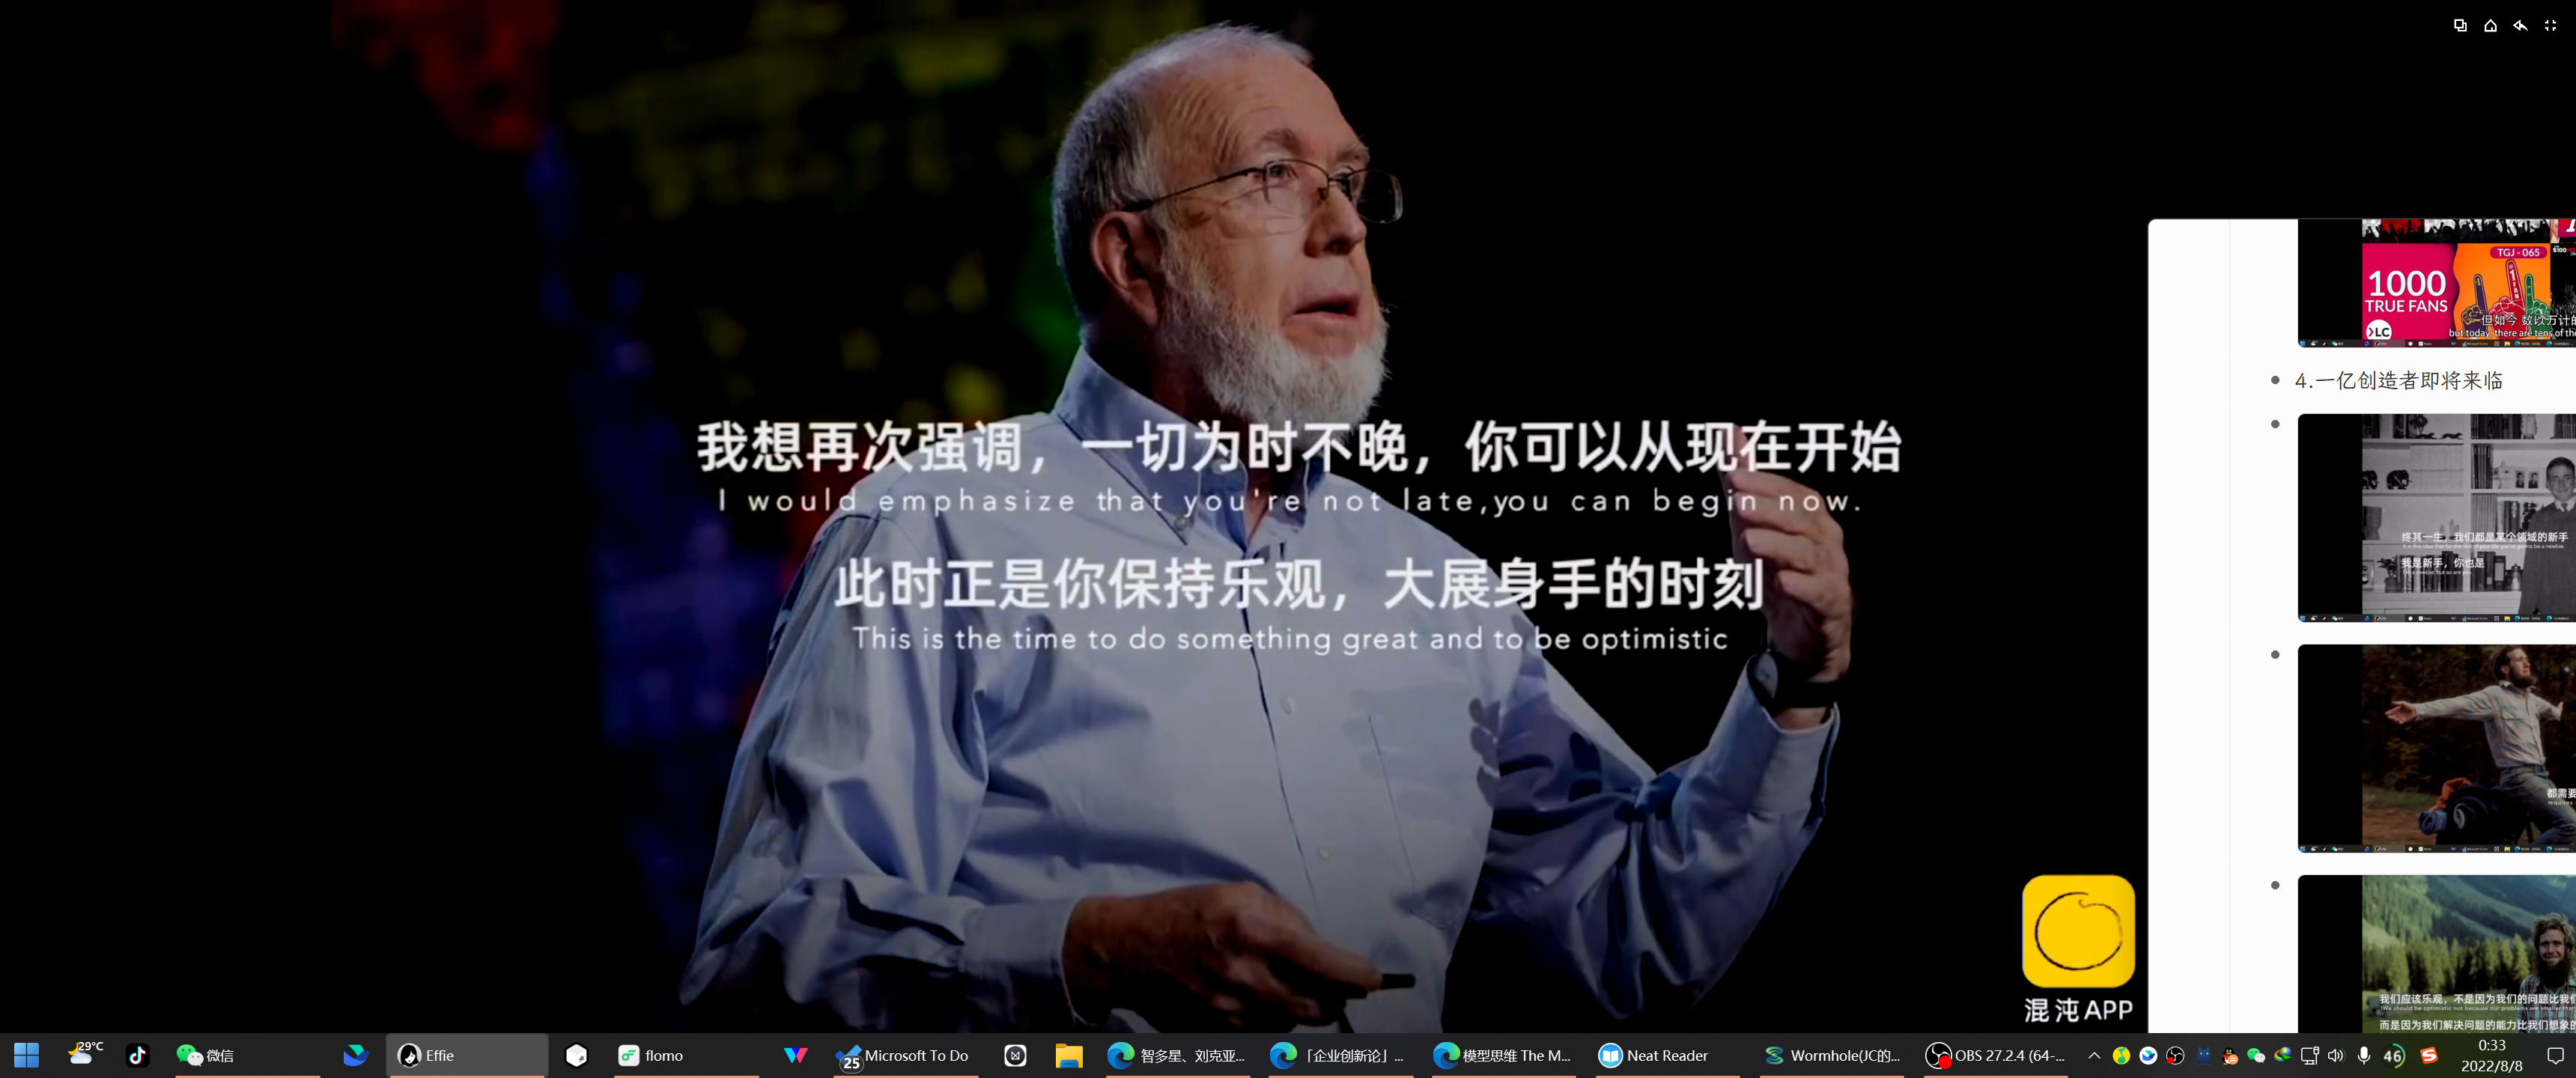 我想再次强调，一切为时不晚，你可以从现在开始
I would emphasize that you're not late,you can begin now.
此时正是你保持乐观，大展身手的时刻
This is the time to do something great and to be optimistic
混沌APP
TGJ - 065
$100
1000
TRUE FANS
LC
但如今 数以万计的
but today, there are tens of the
4.一亿创造者即将来临
终其一生，我们都是某个领域的新手
我是新手，你也是
都需要
requires
我们应该乐观，不是因为我们的问题比我们
而是因为我们解决问题的能力比我们想象的
29°C
微信
Effie
flomo
25
Microsoft To Do
智多星、刘克亚...
「企业创新论」...
模型思维 The M...
Neat Reader
Wormhole(JC的...
OBS 27.2.4 (64-...
46
0:33
2022/8/8